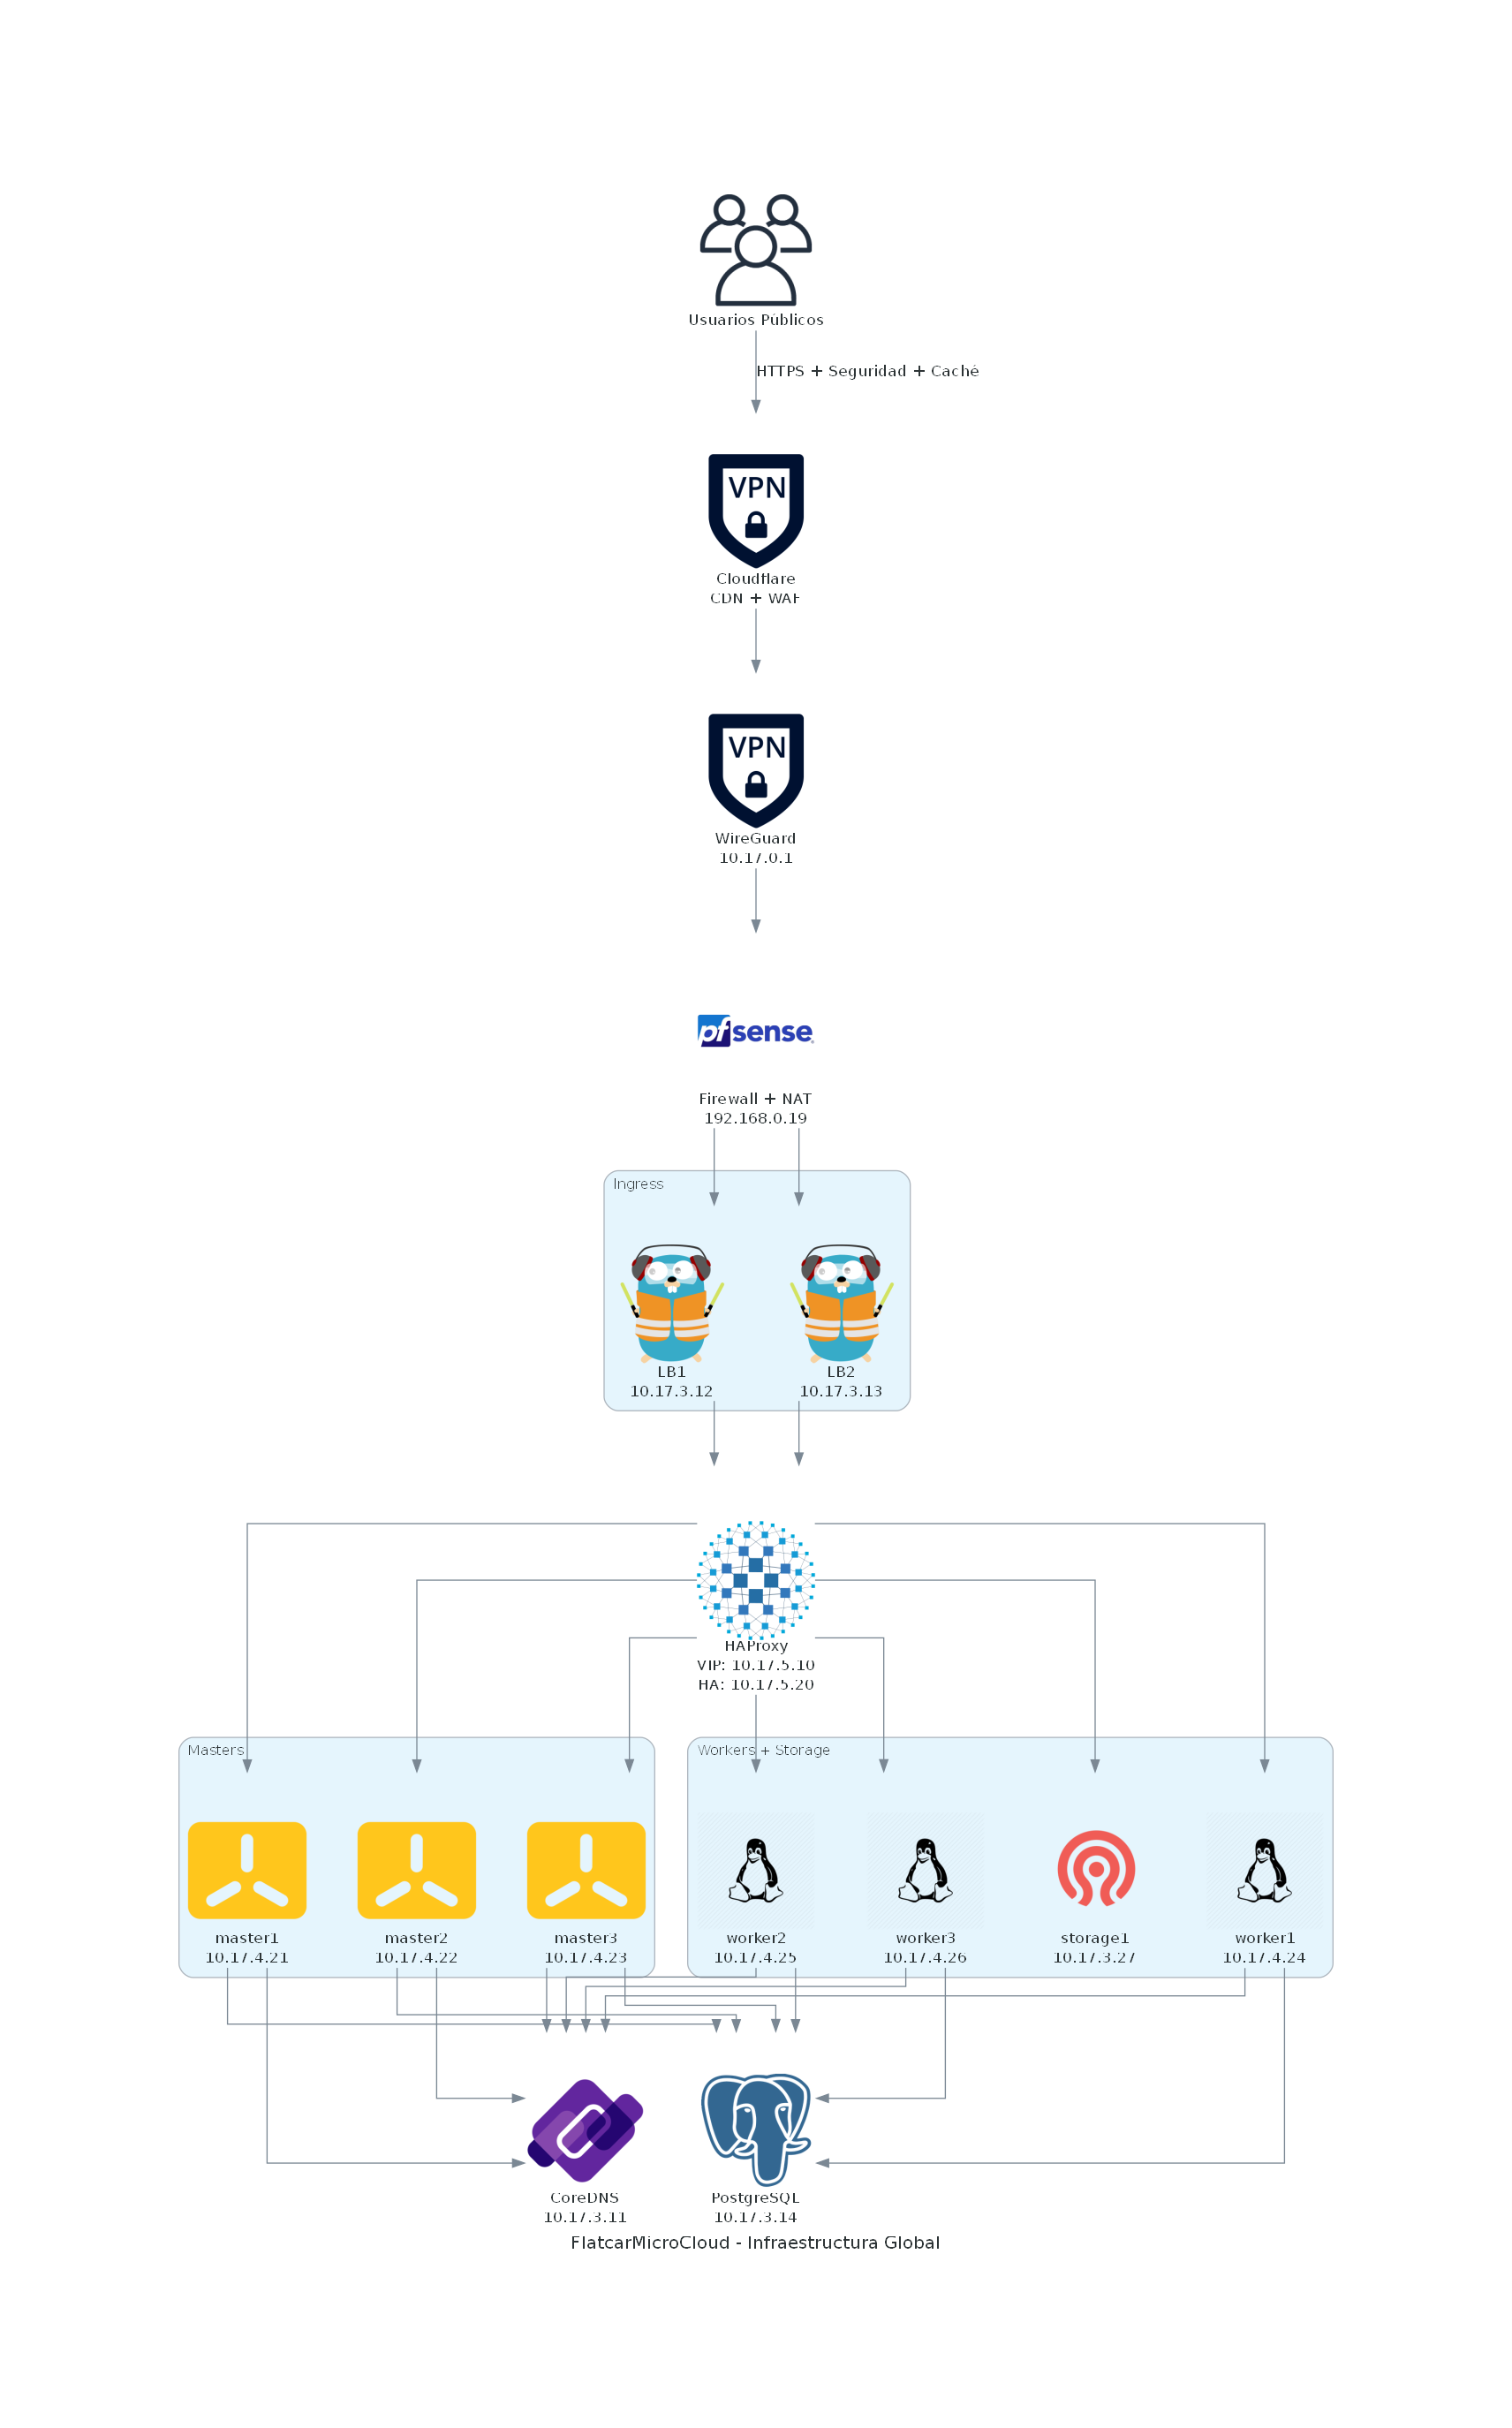 Usuarios Públicos
HTTPS + Seguridad + Caché
VPN
Cloudflare
CDN + WAF
VPN
WireGuard
10.17.0.1
pfsense
Firewall + NAT
192.168.0.19
Ingress
LB1
10.17.3.12
LB2
10.17.3.13
HAProxy
VIP: 10.17.5.10
HA: 10.17.5.20
Masters
master1
10.17.4.21
master2
10.17.4.22
master3
10.17.4.23
Workers + Storage
worker2
10.17.4.25
worker3
10.17.4.26
storage1
10.17.3.27
worker1
10.17.4.24
CoreDNS
10.17.3.11
PostgreSQL
10.17.3.14
FlatcarMicroCloud - Infraestructura Global